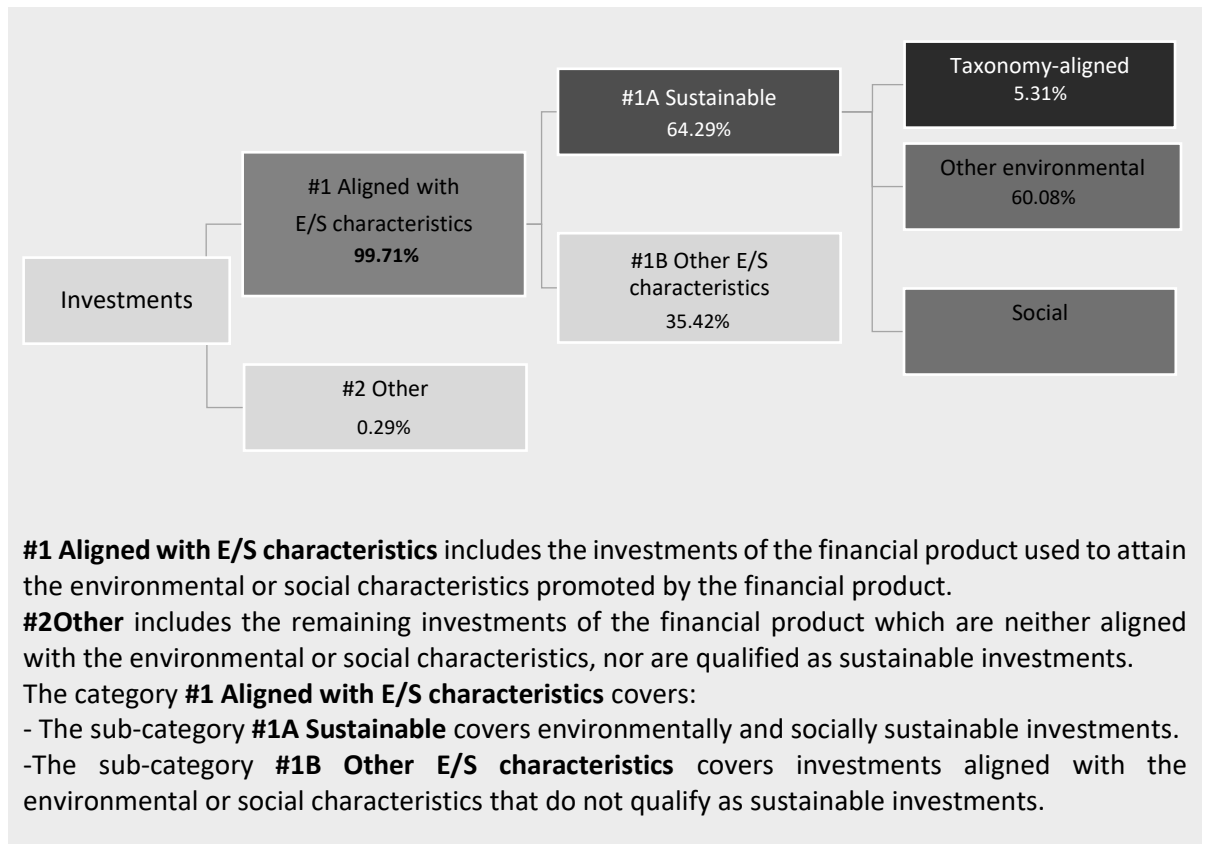 Investments
#1 Aligned with
E/S characteristics
99.71%
#2 Other
0.29%
#1A Sustainable
64.29%
#1B Other E/S
characteristics
35.42%
Taxonomy-aligned
5.31%
Other environmental
60.08%
Social
#1 Aligned with E/S characteristics includes the investments of the financial product used to attain
the environmental or social characteristics promoted by the financial product.
#2Other includes the remaining investments of the financial product which are neither aligned
with the environmental or social characteristics, nor are qualified as sustainable investments.
The category #1 Aligned with E/S characteristics covers:
- The sub-category #1A Sustainable covers environmentally and socially sustainable investments.
-The sub-category #1B Other E/S characteristics covers investments aligned with the
environmental or social characteristics that do not qualify as sustainable investments.